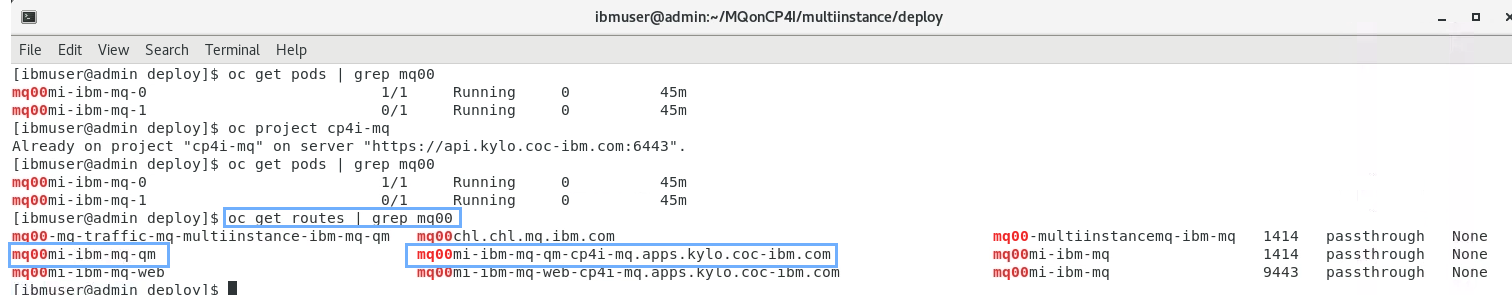 ibmuser@admin:~/MQonCP4I/multiinstance/deploy
File Edit View Search Terminal Help
[ibmuser@admin deploy]$ oc get pods | grep mq00
mq00mi-ibm-mq-0 1/1 Running 0 45m
mq00mi-ibm-mq-1 0/1 Running 0 45m
[ibmuser@admin deploy]$ oc project cp4i-mq
Already on project "cp4i-mq" on server "https://api.kylo.coc-ibm.com:6443".
[ibmuser@admin deploy]$ oc get pods | grep mq00
mq00mi-ibm-mq-0 1/1 Running 0 45m
mq00mi-ibm-mq-1 0/1 Running 0 45m
[ibmuser@admin deploy]$ oc get routes | grep mq00
mq00-mq-traffic-mq-multiinstance-ibm-mq-qm mq00chl.chl.mq.ibm.com mq00-multiinstancemq-ibm-mq 1414 passthrough None
mq00mi-ibm-mq-qm mq00mi-ibm-mq-qm-cp4i-mq.apps.kylo.coc-ibm.com mq00mi-ibm-mq 1414 passthrough None
mq00mi-ibm-mq-web mq00mi-ibm-mq-web-cp4i-mq.apps.kylo.coc-ibm.com mq00mi-ibm-mq 9443 passthrough None
[ibmuser@admin deploy]$